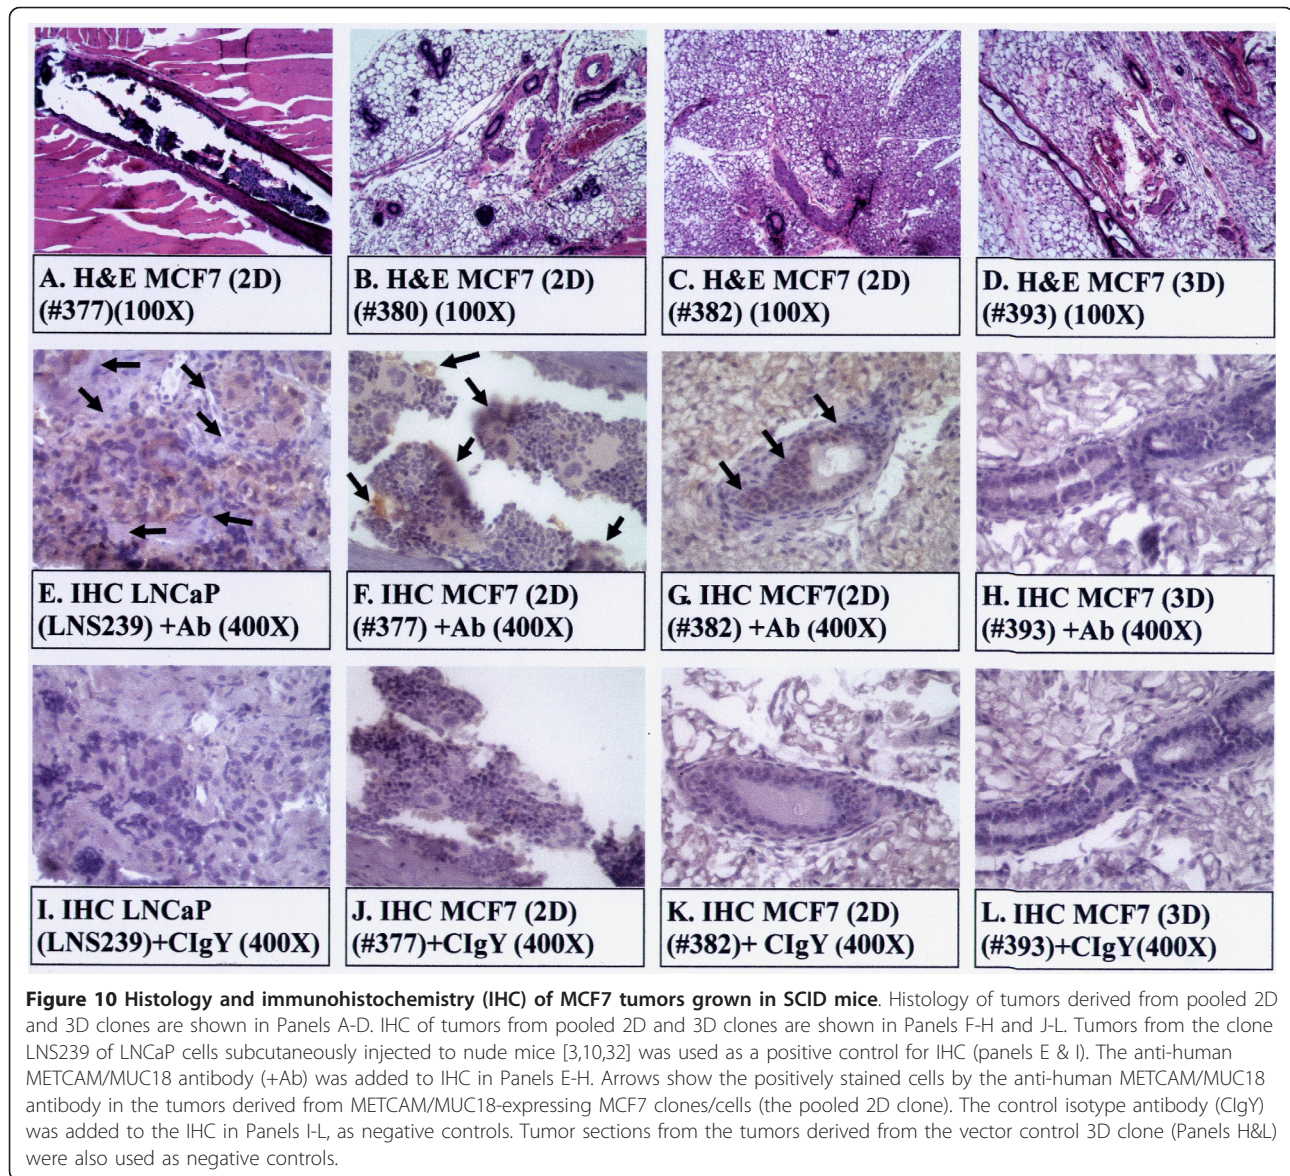 A. H&E MCF7 (2D)
(#377)(100X)
B. H&E MCF7 (2D)
(#380) (100X)
C. H&E MCF7 (2D)
(#382) (100X)
D. H&E MCF7 (3D)
(#393) (100X)
E. IHC LNCaP
(LNS239) +Ab (400X)
F. IHC MCF7 (2D)
(#377) +Ab (400X)
G. IHC MCF7(2D)
(#382) +Ab (400X)
H. IHC MCF7 (3D)
(#393) +Ab (400X)
I. IHC LNCaP
(LNS239)+CIgY (400X)
J. IHC MCF7 (2D)
(#377)+CIgY (400X)
K. IHC MCF7 (2D)
(#382)+ CIgY (400X)
L. IHC MCF7 (3D)
(#393)+CIgY(400X)
Figure 10 Histology and immunohistochemistry (IHC) of MCF7 tumors grown in SCID mice. Histology of tumors derived from pooled 2D
and 3D clones are shown in Panels A-D. IHC of tumors from pooled 2D and 3D clones are shown in Panels F-H and J-L. Tumors from the clone
LNS239 of LNCaP cells subcutaneously injected to nude mice [3,10,32] was used as a positive control for IHC (panels E & I). The anti-human
METCAM/MUC18 antibody (+Ab) was added to IHC in Panels E-H. Arrows show the positively stained cells by the anti-human METCAM/MUC18
antibody in the tumors derived from METCAM/MUC18-expressing MCF7 clones/cells (the pooled 2D clone). The control isotype antibody (CIgY)
was added to the IHC in Panels I-L, as negative controls. Tumor sections from the tumors derived from the vector control 3D clone (Panels H&L)
were also used as negative controls.